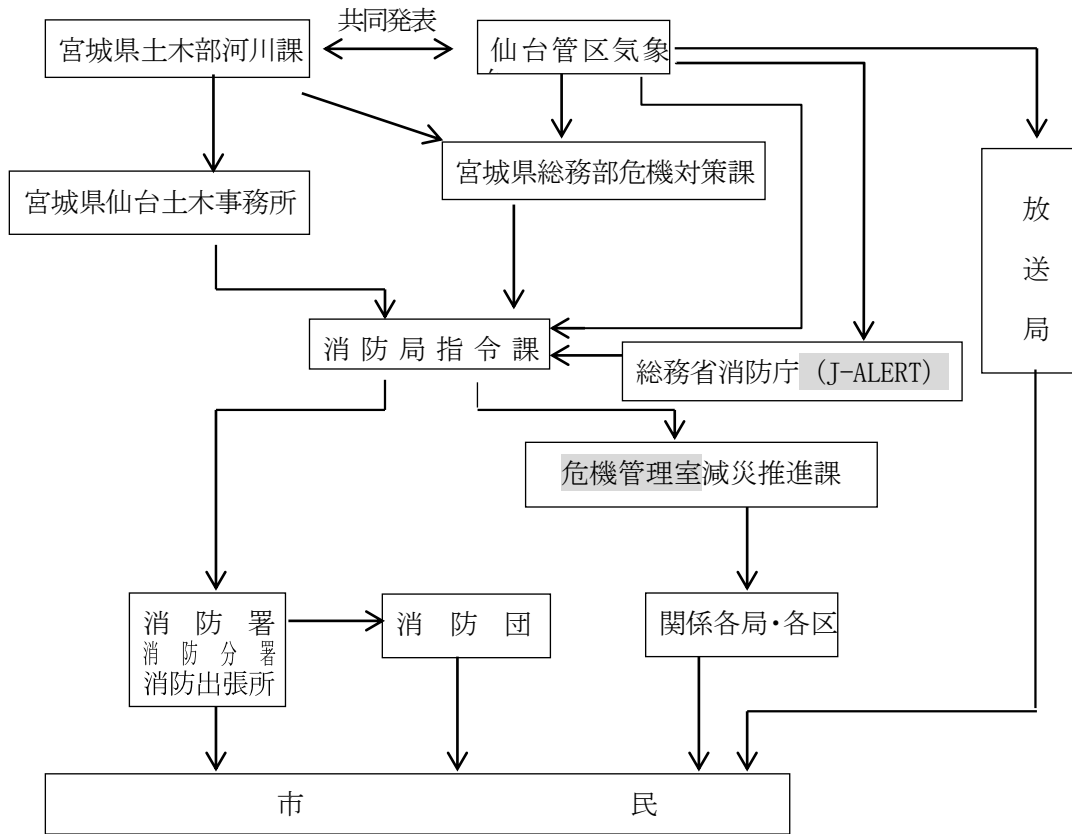 共同発表
宮城県土木部河川課
仙台管区気象
宮城県総務部危機対策課
宮城県仙台土木事務所
放
送
局
消防局指令課
総務省消防庁（J-ALERT）
危機管理室減災推進課
消防署
消防分署
消防出張所
消防団
関係各局・各区
市民